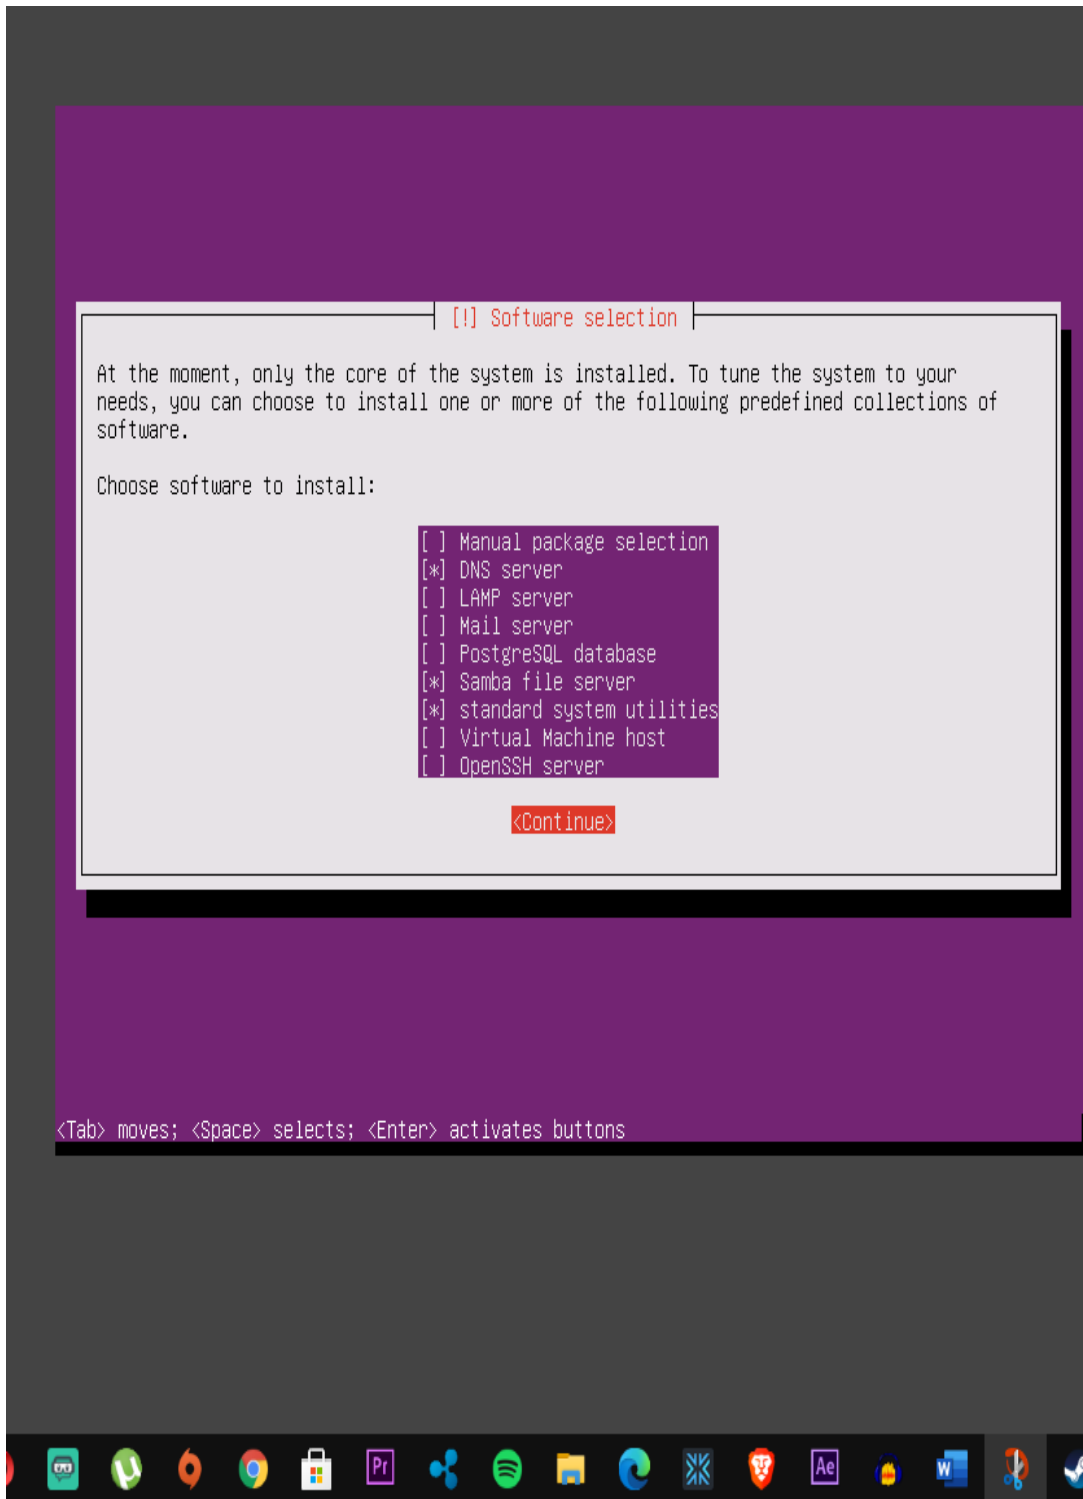 [!] Software selection
At the moment, only the core of the system is installed. To tune the system to your
needs, you can choose to install one or more of the following predefined collections of
software.
Choose software to install:
[ ] Manual package selection
[*] DNS server
[ ] LAMP server
[ ] Mail server
[ ] PostgreSQL database
[*] Samba file server
[*] standard system utilities
[ ] Virtual Machine host
[ ] OpenSSH server
<Continue>
<Tab> moves; <Space> selects; <Enter> activates buttons
Pr
Ae
W